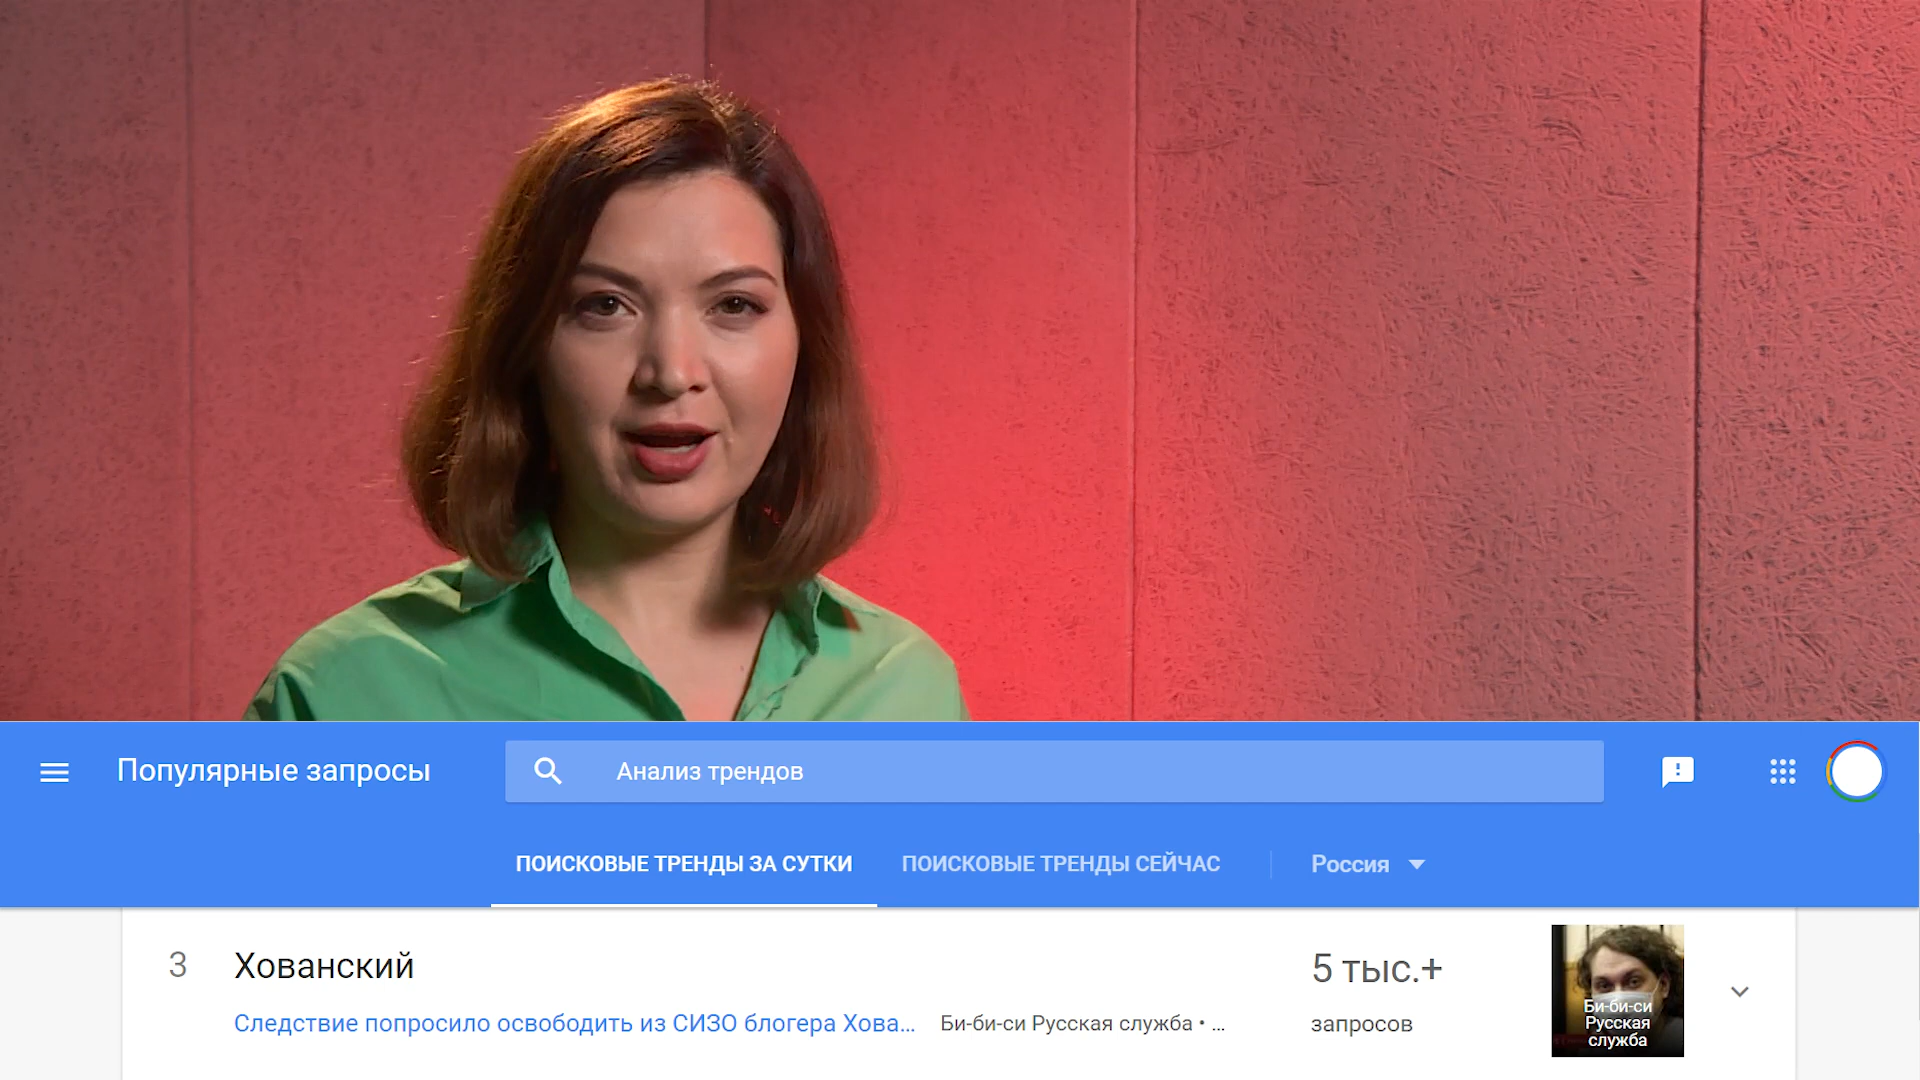 Популярные запросы
Анализ трендов
ПОИСКОВЫЕ ТРЕНДЫ ЗА СУТКИ
ПОИСКОВЫЕ ТРЕНДЫ СЕЙЧАС
Россия
3
Хованский
5 тыс.+
Следствие попросило освободить из СИЗО блогера Хова...
Би-би-си Русская служба • ...
запросов
Би-би-си
Русская
служба